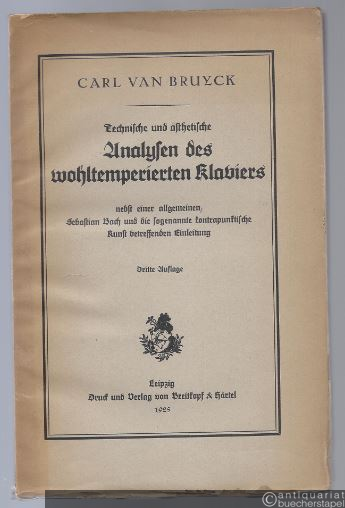 CARL VAN BRUYCK
Technische und ästhetische
Analysen des
wohltemperierten Klaviers
nebst einer allgemeinen,
Sebastian Bach und die sogenannte kontrapunktische
Kunst betreffenden Einleitung
Dritte Auflage
Leipzig
Druck und Verlag von Breitkopf & Härtel
1925
antiquariat
buecherstapel